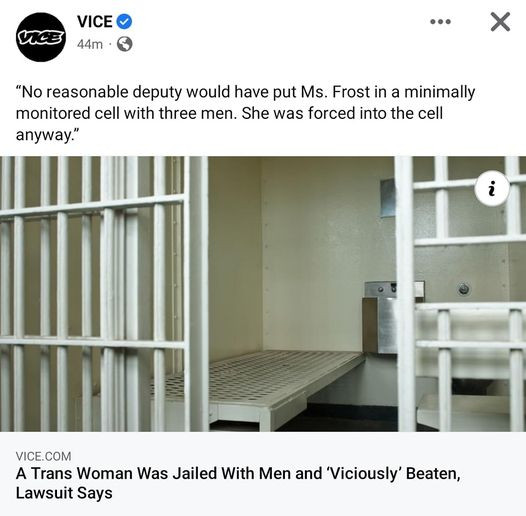 VICE
VICE
44m
“No reasonable deputy would have put Ms. Frost in a minimally
monitored cell with three men. She was forced into the cell
anyway.”
i
VICE.COM
A Trans Woman Was Jailed With Men and ‘Viciously’ Beaten,
Lawsuit Says